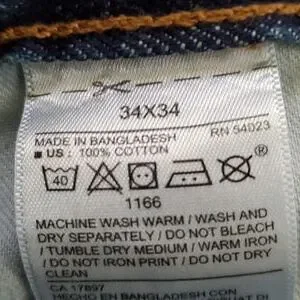 34X34
MADE IN BANGLADESH RN 54023
■ US : 100% COTTON
40 ®
1166
MACHINE WASH WARM / WASH AND
DRY SEPARATELY / DO NOT BLEACH
/ TUMBLE DRY MEDIUM / WARM IRON
/ DO NOT IRON PRINT / DO NOT DRY
CLEAN
CA 17897
HECHO EN BANGLADESH CON